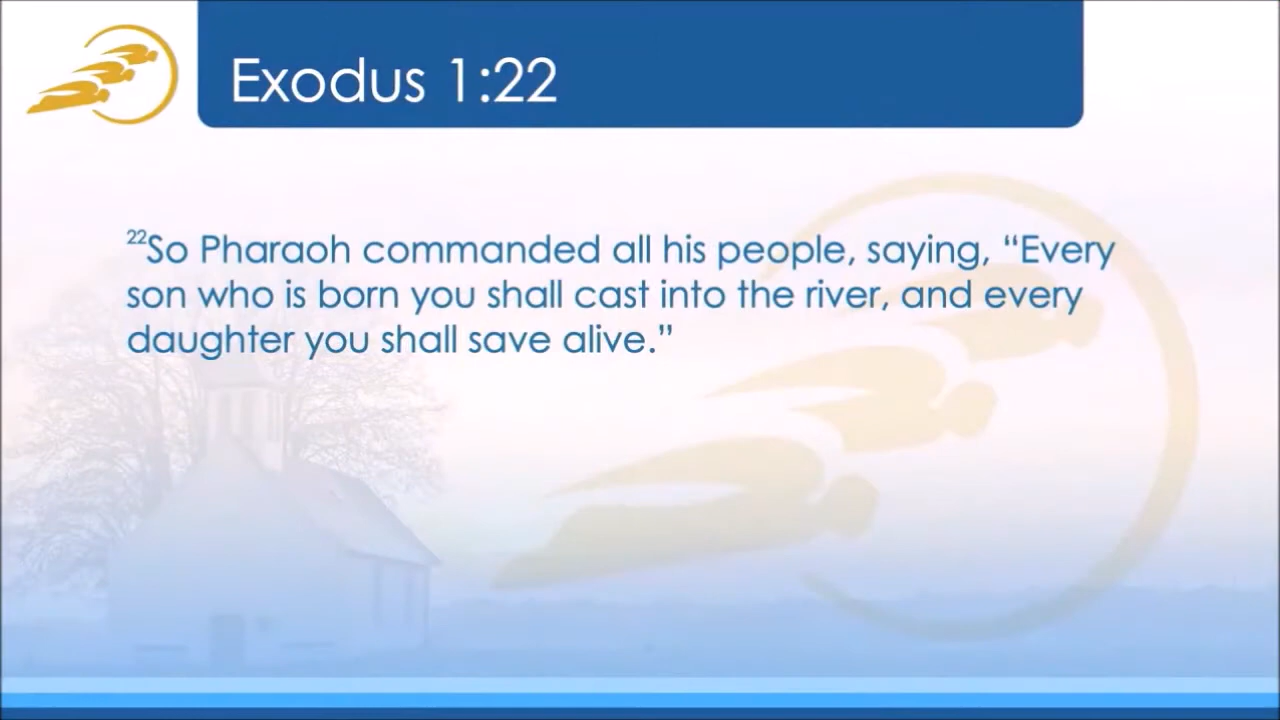 Exodus 1:22
²²So Pharaoh commanded all his people, saying, “Every
son who is born you shall cast into the river, and every
daughter you shall save alive.”